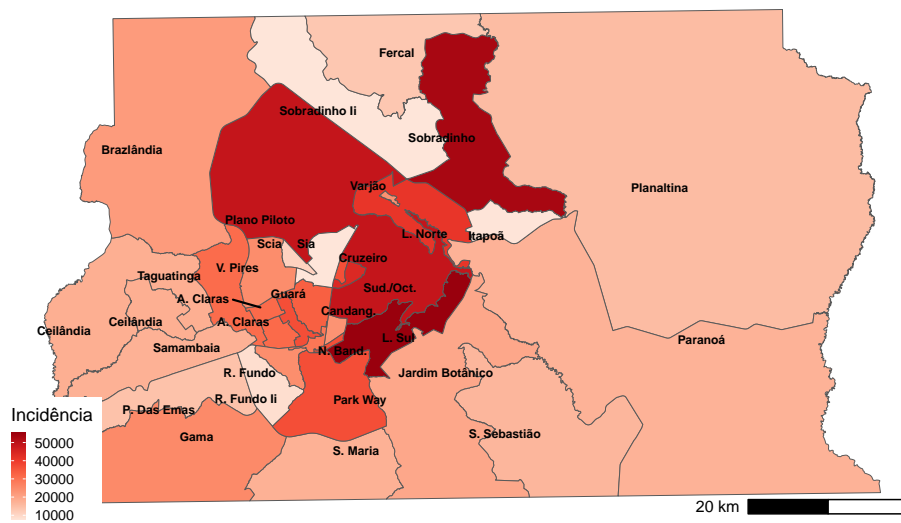 Fercal
Sobradinho Ii
Sobradinho
Brazlândia
Varjão
Planaltina
Plano Piloto
L. Norte
Itapoã
Scia
Sia
Cruzeiro
V. Pires
Taguatinga
Guará
Sud./Oct.
A. Claras
Candang.
Ceilândia
Ceilândia
A. Claras
L. Sul
Paranoá
Samambaia
N. Band.
R. Fundo
Jardim Botânico
R. Fundo Ii
Park Way
P. Das Emas
Gama
S. Maria
S. Sebastião
Incidência
50000
40000
30000
20000
10000
20 km